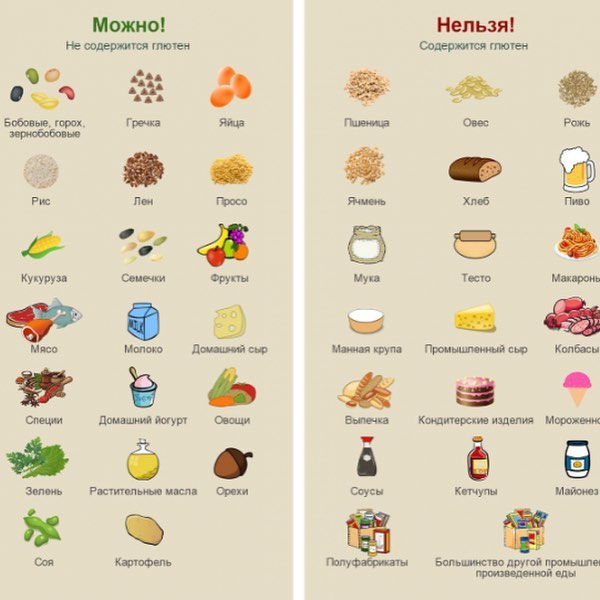 Можно!
Не содержится глютен
Бобовые, горох,
зернобобовые
Гречка
Яйца
Рис
Лен
Просо
Кукуруза
Семечки
Фрукты
Мясо
MILK
Молоко
Домашний сыр
Специи
Домашний йогурт
Овощи
Зелень
Растительные масла
Орехи
Соя
Картофель
Нельзя!
Содержится глютен
Пшеница
Овес
Рожь
Ячмень
Хлеб
Пиво
Мука
Тесто
Макароны
Манная крупа
Промышленный сыр
Колбасы
Выпечка
Кондитерские изделия
Мороженно
Соусы
Кетчупы
Майонез
Полуфабрикаты
Большинство другой промышлен
произведенной еды